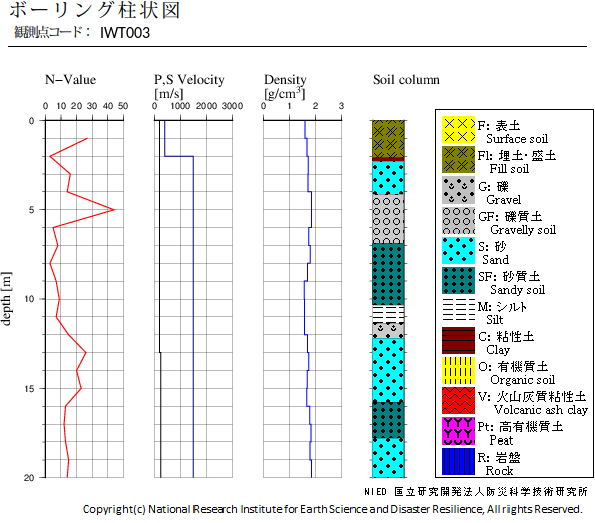 ボーリング柱状図
観測点コード： IWT003
N−Value
P,S Velocity
[m/s]
Density
[g/cm³]
Soil column
0 10 20 30 40 50
0 1000 2000 3000
0 1 2 3
0
5
10
15
20
depth [m]
F: 表土
Surface soil
Fl: 埋土・盛土
Fill soil
G: 礫
Gravel
GF: 礫質土
Gravelly soil
S: 砂
Sand
SF: 砂質土
Sandy soil
M: シルト
Silt
C: 粘性土
Clay
O: 有機質土
Organic soil
V: 火山灰質粘性土
Volcanic ash clay
Pt: 高有機質土
Peat
R: 岩盤
Rock
NIED 国立研究開発法人防災科学技術研究所
Copyright(c) National Research Institute for Earth Science and Disaster Resilience, All rights Reserved.